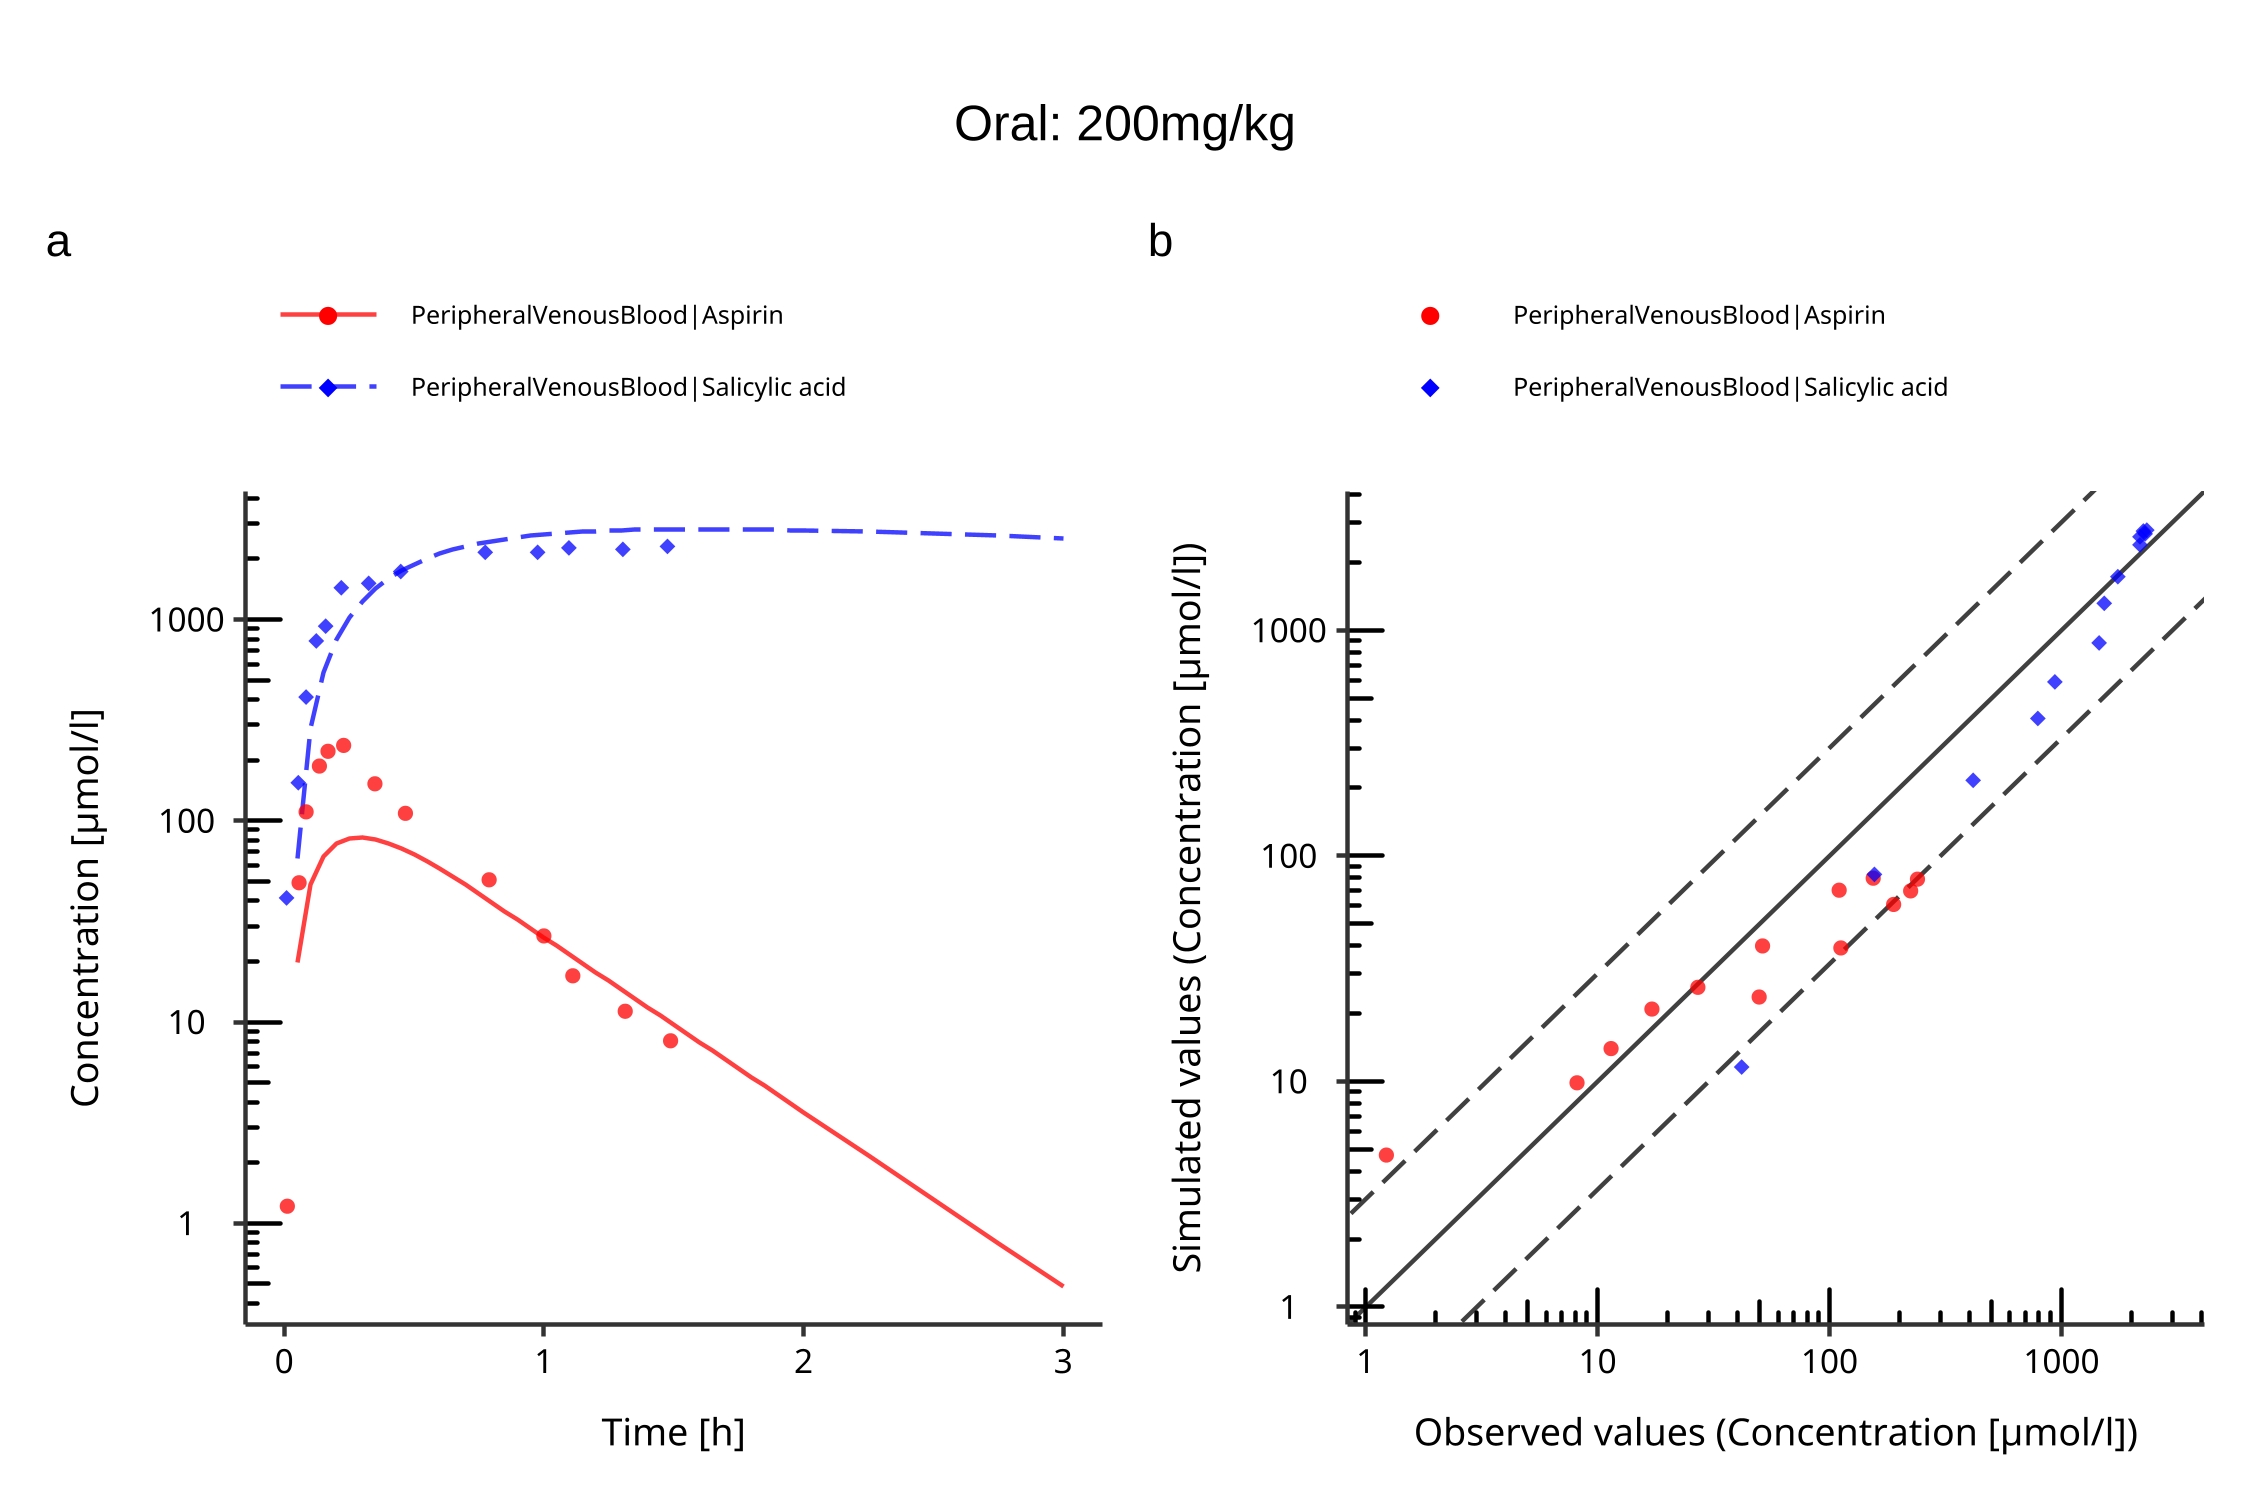 Oral: 200mg/kg
a
PeripheralVenousBlood|Aspirin
PeripheralVenousBlood|Salicylic acid
Concentration [µmol/l]
1000
100
10
1
0 1 2 3
Time [h]
b
PeripheralVenousBlood|Aspirin
PeripheralVenousBlood|Salicylic acid
Simulated values (Concentration [µmol/l])
1000
100
10
1
1 10 100 1000
Observed values (Concentration [µmol/l])